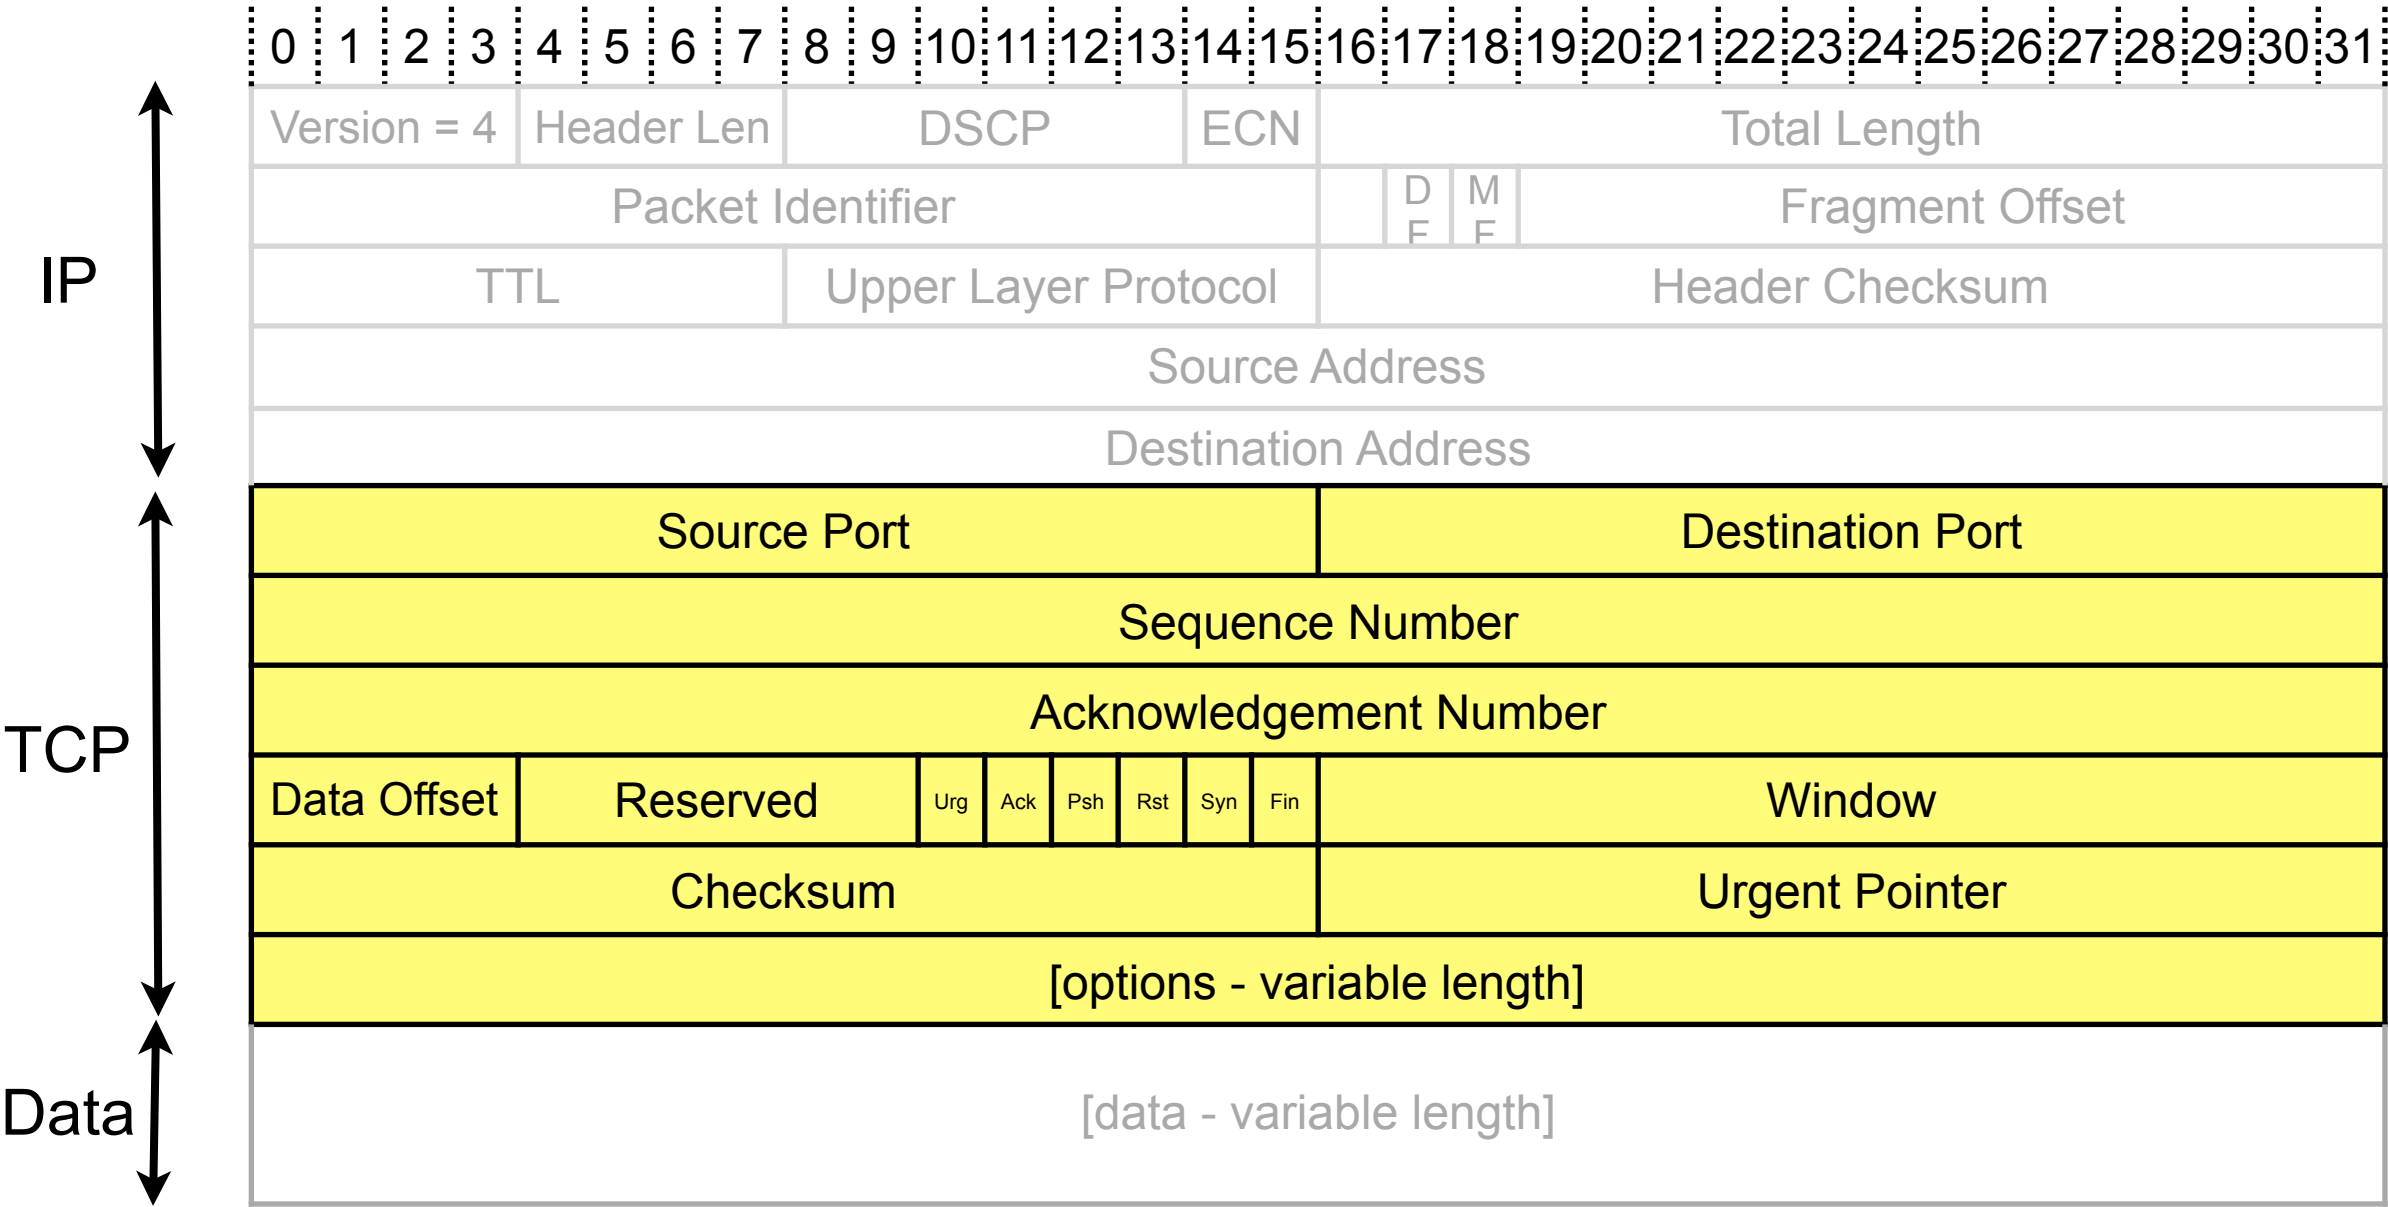 0 1 2 3 4 5 6 7 8 9 10 11 12 13 14 15 16 17 18 19 20 21 22 23 24 25 26 27 28 29 30 31
Version = 4 Header Len DSCP ECN Total Length
Packet Identifier D M Fragment Offset
F F
IP
TTL Upper Layer Protocol Header Checksum
Source Address
Destination Address
Source Port Destination Port
Sequence Number
Acknowledgement Number
TCP
Data Offset Reserved Urg Ack Psh Rst Syn Fin Window
Checksum Urgent Pointer
[options - variable length]
Data
[data - variable length]